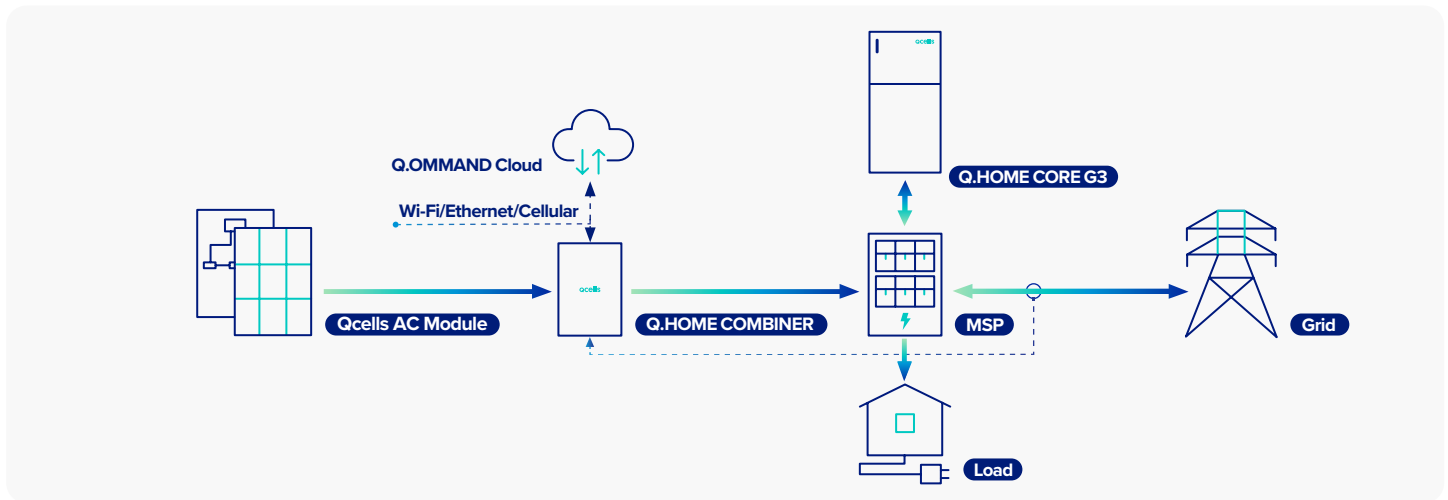 qcells
Q.OMMAND Cloud
Q.HOME CORE G3
Wi-Fi/Ethernet/Cellular
qcells
Qcells AC Module
Q.HOME COMBINER
MSP
Grid
Load